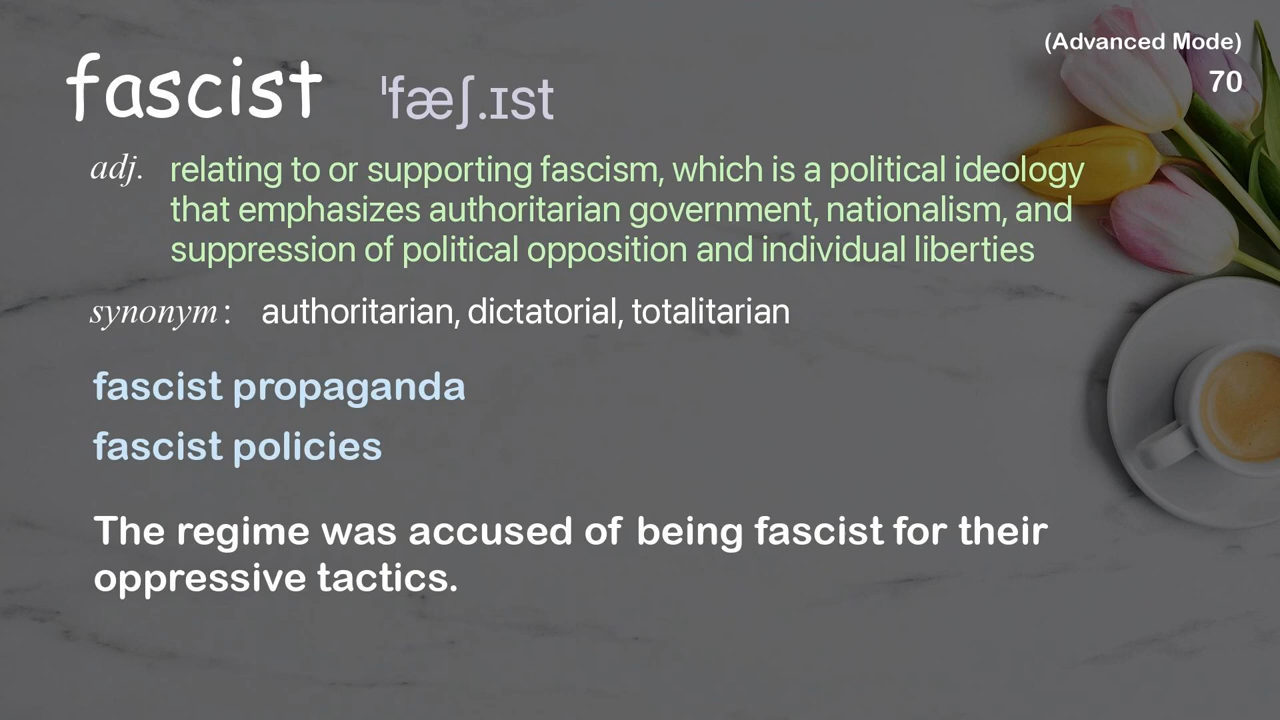 (Advanced Mode)
70
fascist ˈfæʃ.ɪst
adj. relating to or supporting fascism, which is a political ideology
that emphasizes authoritarian government, nationalism, and
suppression of political opposition and individual liberties
synonym: authoritarian, dictatorial, totalitarian
fascist propaganda
fascist policies
The regime was accused of being fascist for their
oppressive tactics.